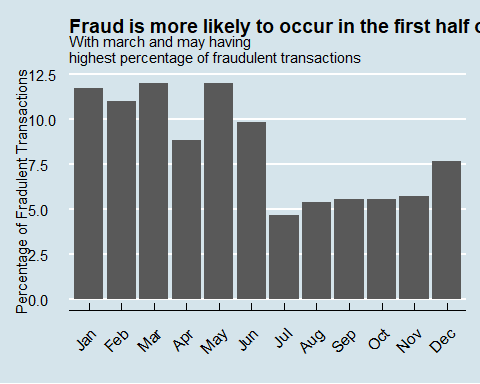 Fraud is more likely to occur in the first half o
With march and may having
highest percentage of fraudulent transactions
Percentage of Fradulent Transactions
12.5
10.0
7.5
5.0
2.5
0.0
Jan Feb Mar Apr May Jun Jul Aug Sep Oct Nov Dec